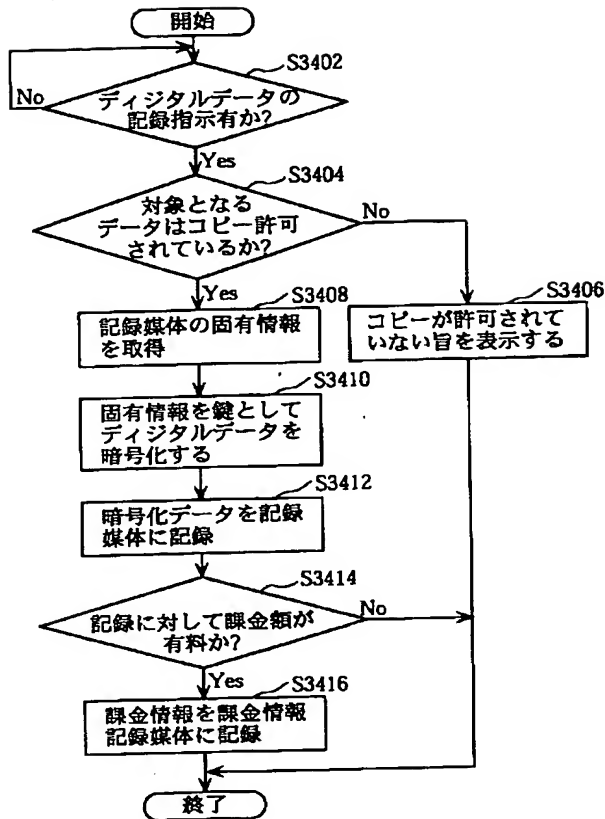 開始
S3402
ディジタルデータの
記録指示有か?
No
Yes
S3404
対象となる
データはコピー許可
されているか?
No
Yes
S3408
記録媒体の固有情報
を取得
S3406
コピーが許可されて
いない旨を表示する
S3410
固有情報を鍵として
ディジタルデータを
暗号化する
S3412
暗号化データを記録
媒体に記録
S3414
記録に対して課金額が
有料か?
No
Yes
S3416
課金情報を課金情報
記録媒体に記録
終了